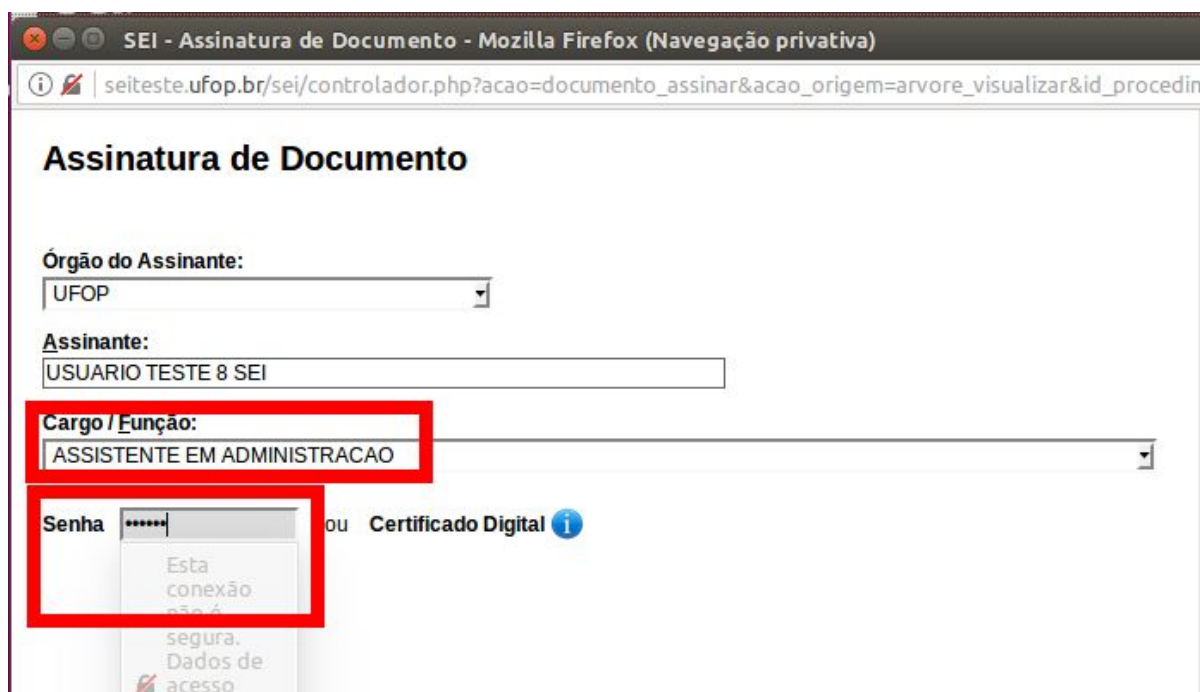 SEI - Assinatura de Documento - Mozilla Firefox (Navegação privativa)
seiteste.ufop.br/sei/controlador.php?acao=documento_assinar&acao_origem=arvore_visualizar&id_procedin
Assinatura de Documento
Órgão do Assinante:
UFOP
Assinante:
USUARIO TESTE 8 SEI
Cargo / Função:
ASSISTENTE EM ADMINISTRACAO
Senha •••••• ou Certificado Digital
Esta
conexão
não é
segura.
Dados de
acesso